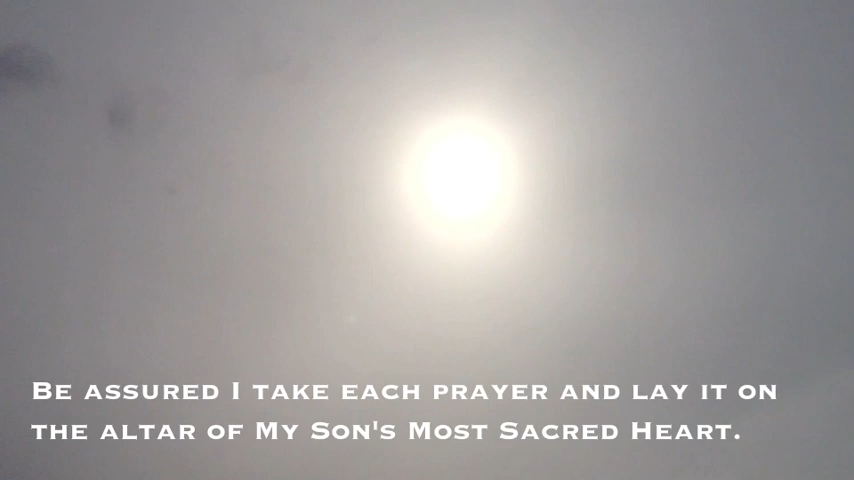 Be assured I take each prayer and lay it on
the altar of My Son's Most Sacred Heart.